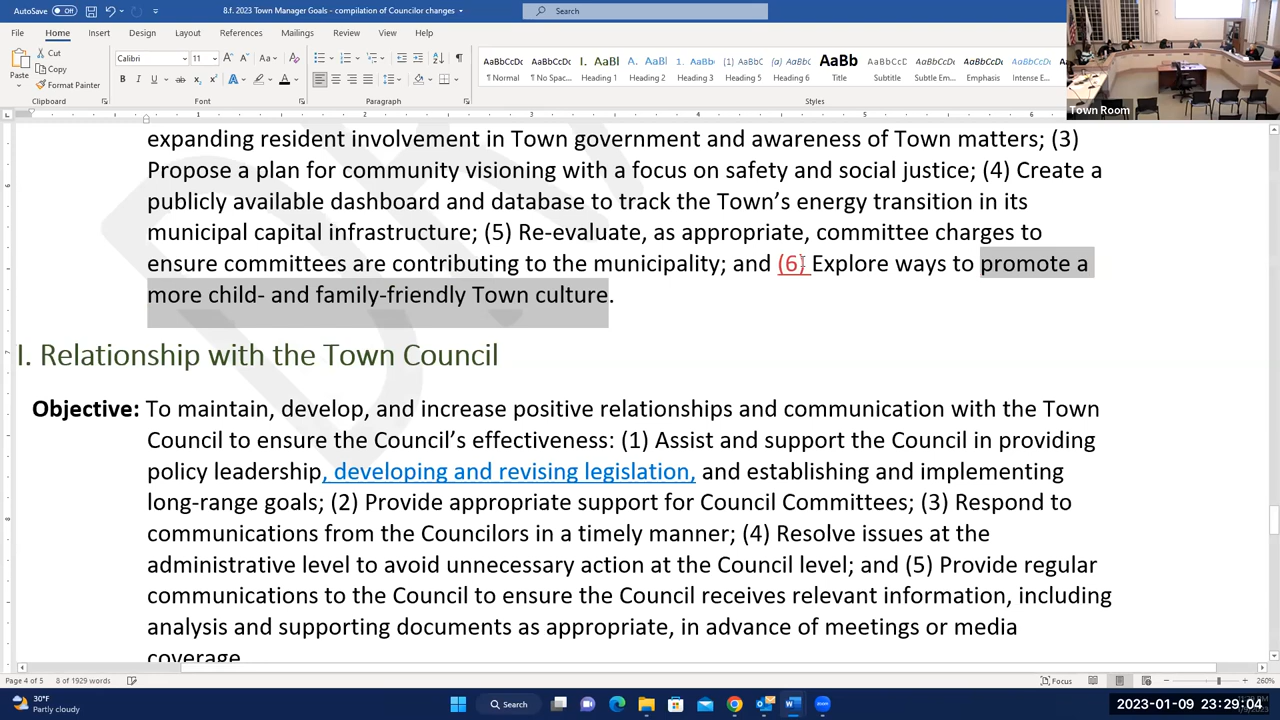 AutoSave Off
8.f. 2023 Town Manager Goals - compilation of Councilor changes
Search
File Home Insert Draw Design Layout References Mailings Review View Help
Paste
Cut
Copy
Format Painter
Calibri 11
AaBbCcDc AaBbCcDc I. AaBb A. AaBl 1. AaBb (1) AaBbC (a) AaBbC AaBb AaBbCcD AaBbCcDc AaBbCcDc AaBbCcDc
¶ Normal ¶ No Spac... Heading 1 Heading 2 Heading 3 Heading 5 Heading 6 Title Subtitle Subtle Em... Emphasis Intense E...
Clipboard Font Paragraph Styles
Town Room
expanding resident involvement in Town government and awareness of Town matters; (3)
Propose a plan for community visioning with a focus on safety and social justice; (4) Create a
publicly available dashboard and database to track the Town’s energy transition in its
municipal capital infrastructure; (5) Re-evaluate, as appropriate, committee charges to
ensure committees are contributing to the municipality; and (6) Explore ways to promote a
more child- and family-friendly Town culture.
I. Relationship with the Town Council
Objective: To maintain, develop, and increase positive relationships and communication with the Town
Council to ensure the Council’s effectiveness: (1) Assist and support the Council in providing
policy leadership, developing and revising legislation, and establishing and implementing
long-range goals; (2) Provide appropriate support for Council Committees; (3) Respond to
communications from the Councilors in a timely manner; (4) Resolve issues at the
administrative level to avoid unnecessary action at the Council level; and (5) Provide regular
communications to the Council to ensure the Council receives relevant information, including
analysis and supporting documents as appropriate, in advance of meetings or media
coverage
Page 4 of 5 8 of 1929 words Focus 260%
30°F
Partly cloudy
Search
2023-01-09 23:29:04